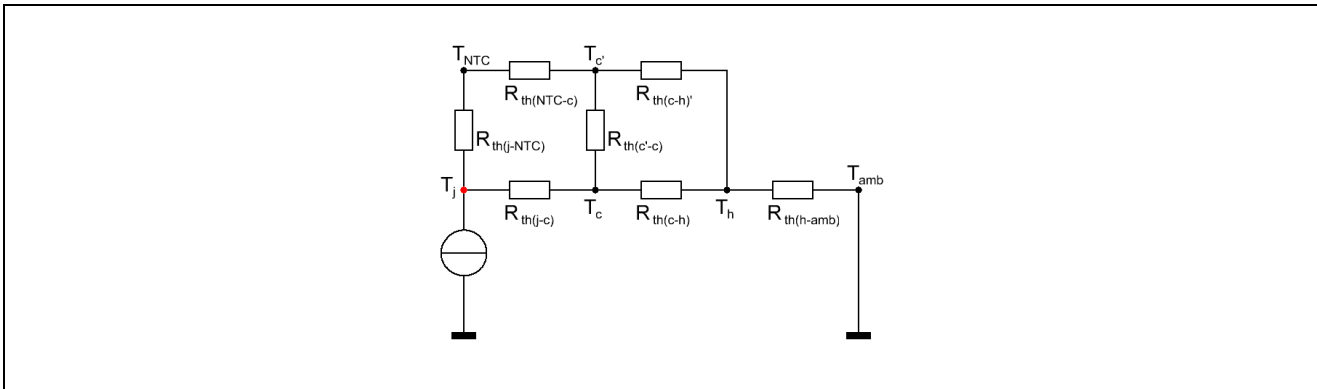 T_NTC T_c'
R_th(NTC-c) R_th(c-h)'
R_th(j-NTC) R_th(c'-c)
T_j T_amb
R_th(j-c) T_c R_th(c-h) T_h R_th(h-amb)